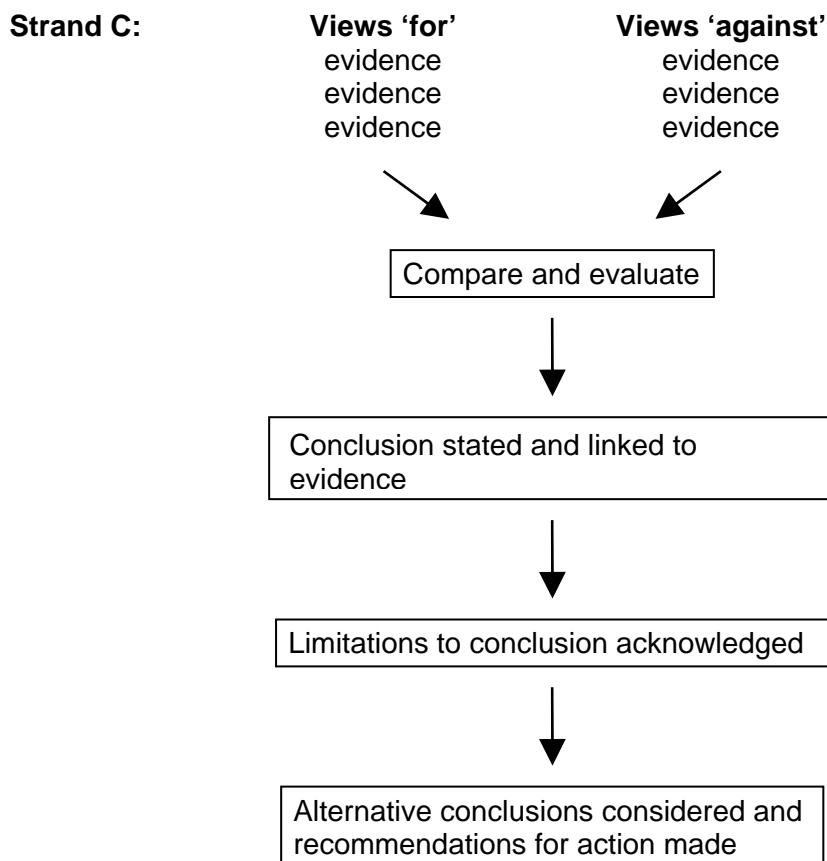 Strand C: Views ‘for’ Views ‘against’
evidence evidence
evidence evidence
evidence evidence
Compare and evaluate
Conclusion stated and linked to
evidence
Limitations to conclusion acknowledged
Alternative conclusions considered and
recommendations for action made